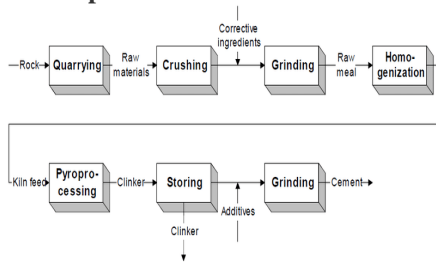 Corrective
ingredients
Rock
Quarrying
Raw
materials
Crushing
Grinding
Raw
meal
Homo-
genization
Kiln feed
Pyropro-
cessing
Clinker
Storing
Additives
Grinding
Cement
Clinker